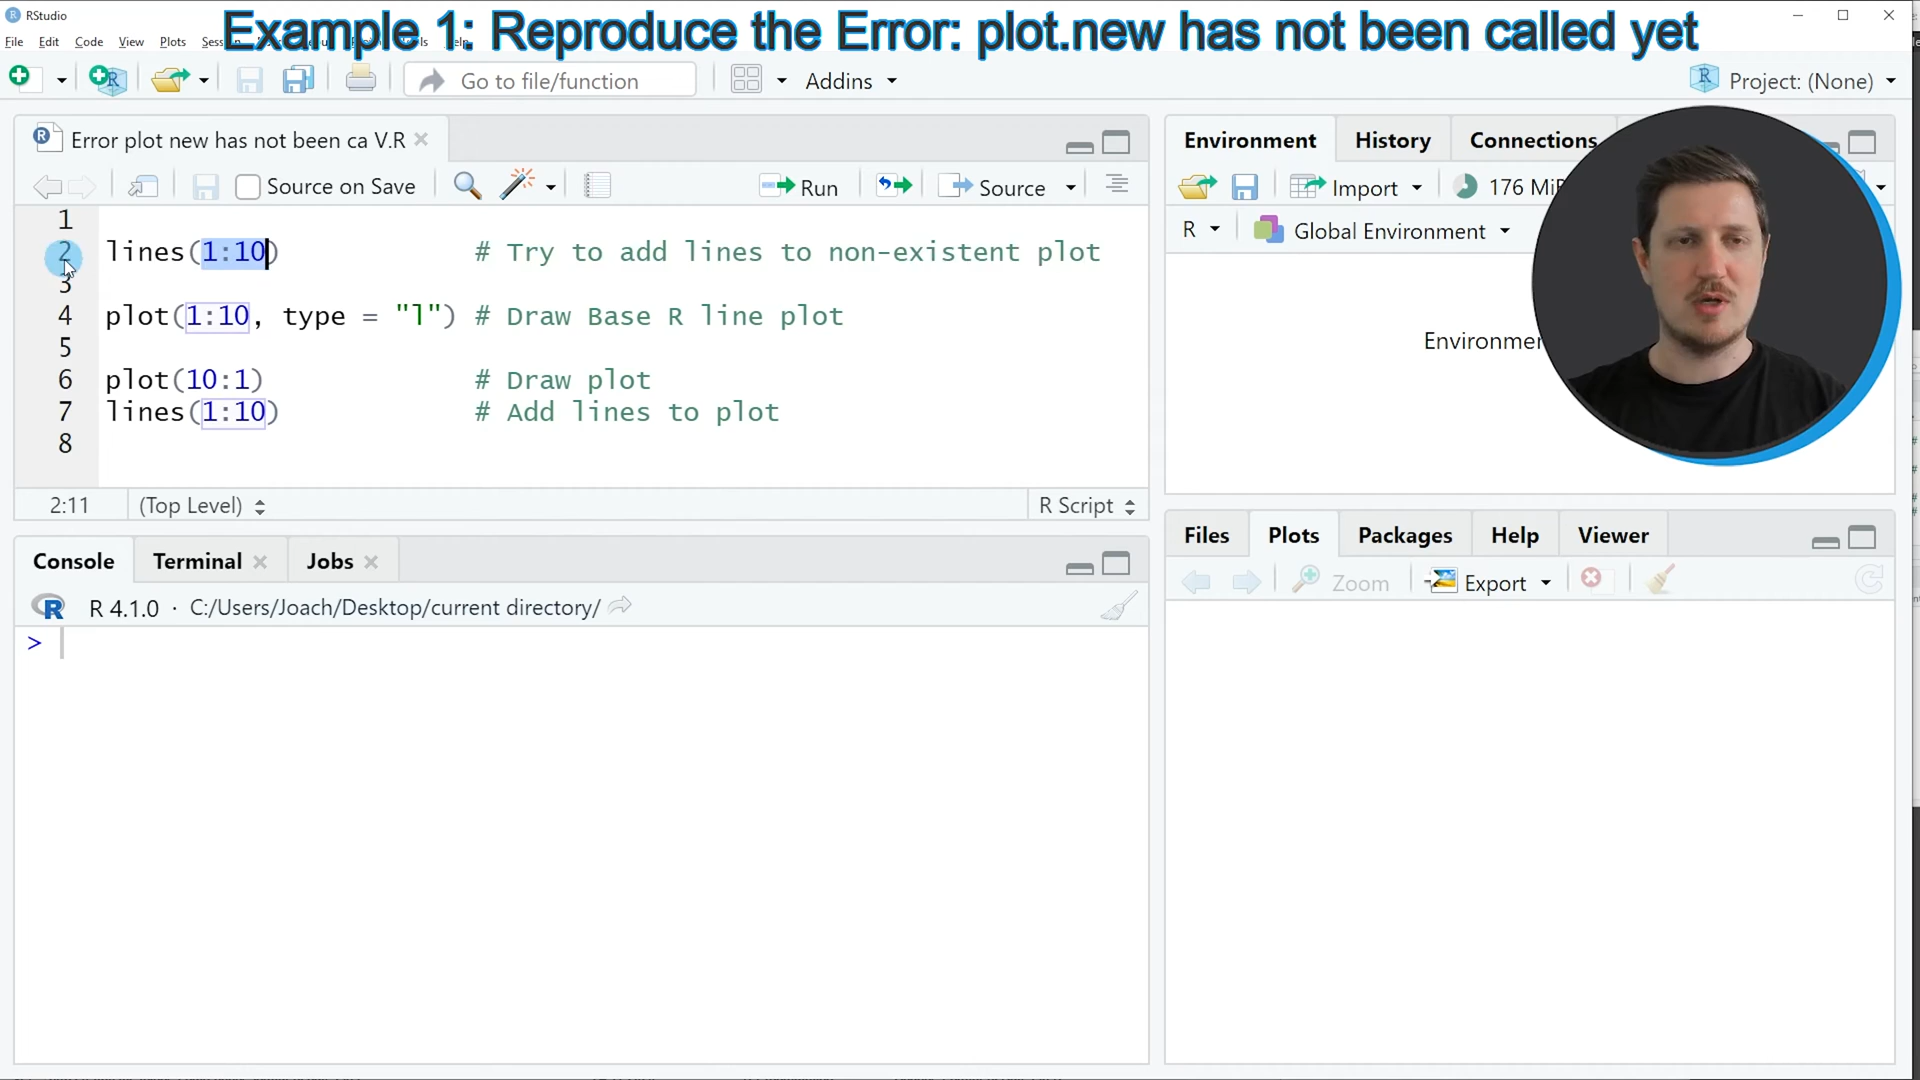 RStudio
Example 1: Reproduce the Error: plot.new has not been called yet
File Edit Code View Plots
Go to file/function
Addins
Project: (None)
Error plot new has not been ca V.R
Source on Save
Run
Source
1
2 lines(1:10) # Try to add lines to non-existent plot
3
4 plot(1:10, type = "l") # Draw Base R line plot
5
6 plot(10:1) # Draw plot
7 lines(1:10) # Add lines to plot
8
2:11 (Top Level) R Script
Console Terminal Jobs
R 4.1.0 · C:/Users/Joach/Desktop/current directory/
>
Environment History Connections
Import 176 MiB
R Global Environment
Files Plots Packages Help Viewer
Zoom Export